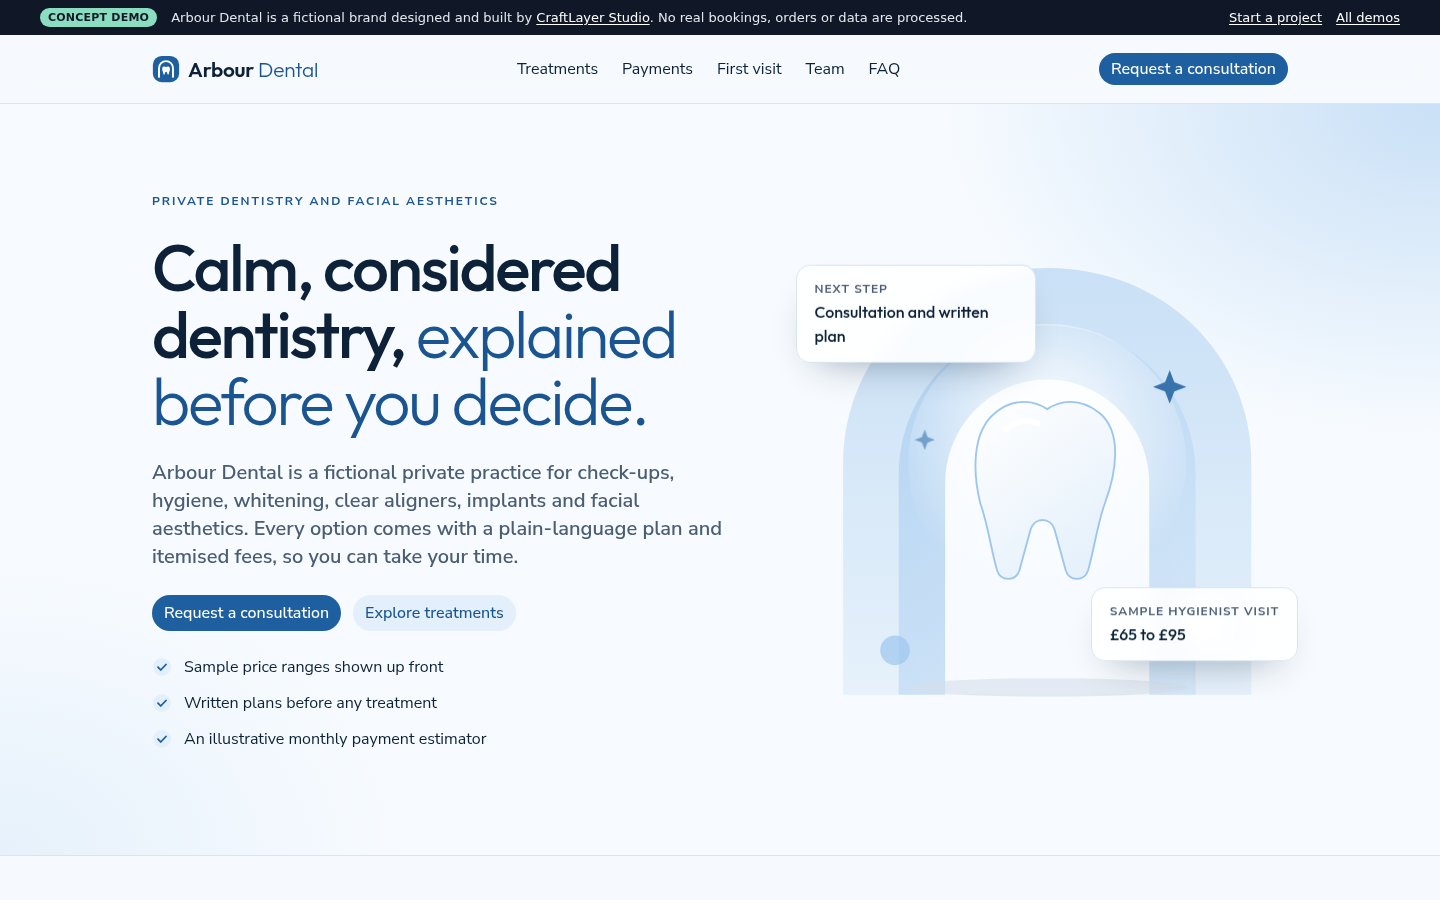 CONCEPT DEMO Arbour Dental is a fictional brand designed and built by CraftLayer Studio. No real bookings, orders or data are processed. Start a project All demos
Arbour Dental Treatments Payments First visit Team FAQ Request a consultation
PRIVATE DENTISTRY AND FACIAL AESTHETICS
Calm, considered
dentistry, explained
before you decide.
Arbour Dental is a fictional private practice for check-ups,
hygiene, whitening, clear aligners, implants and facial
aesthetics. Every option comes with a plain-language plan and
itemised fees, so you can take your time.
Request a consultation Explore treatments
Sample price ranges shown up front
Written plans before any treatment
An illustrative monthly payment estimator
NEXT STEP
Consultation and written
plan
SAMPLE HYGIENIST VISIT
£65 to £95